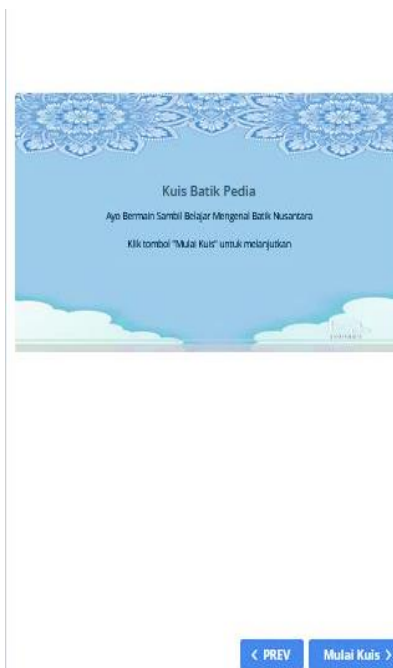 Kuis Batik Pedia
Ayo Bermain Sambil Belajar Mengenal Batik Nusantara
Klik tombol "Mulai Kuis" untuk melanjutkan
< PREV
Mulai Kuis >